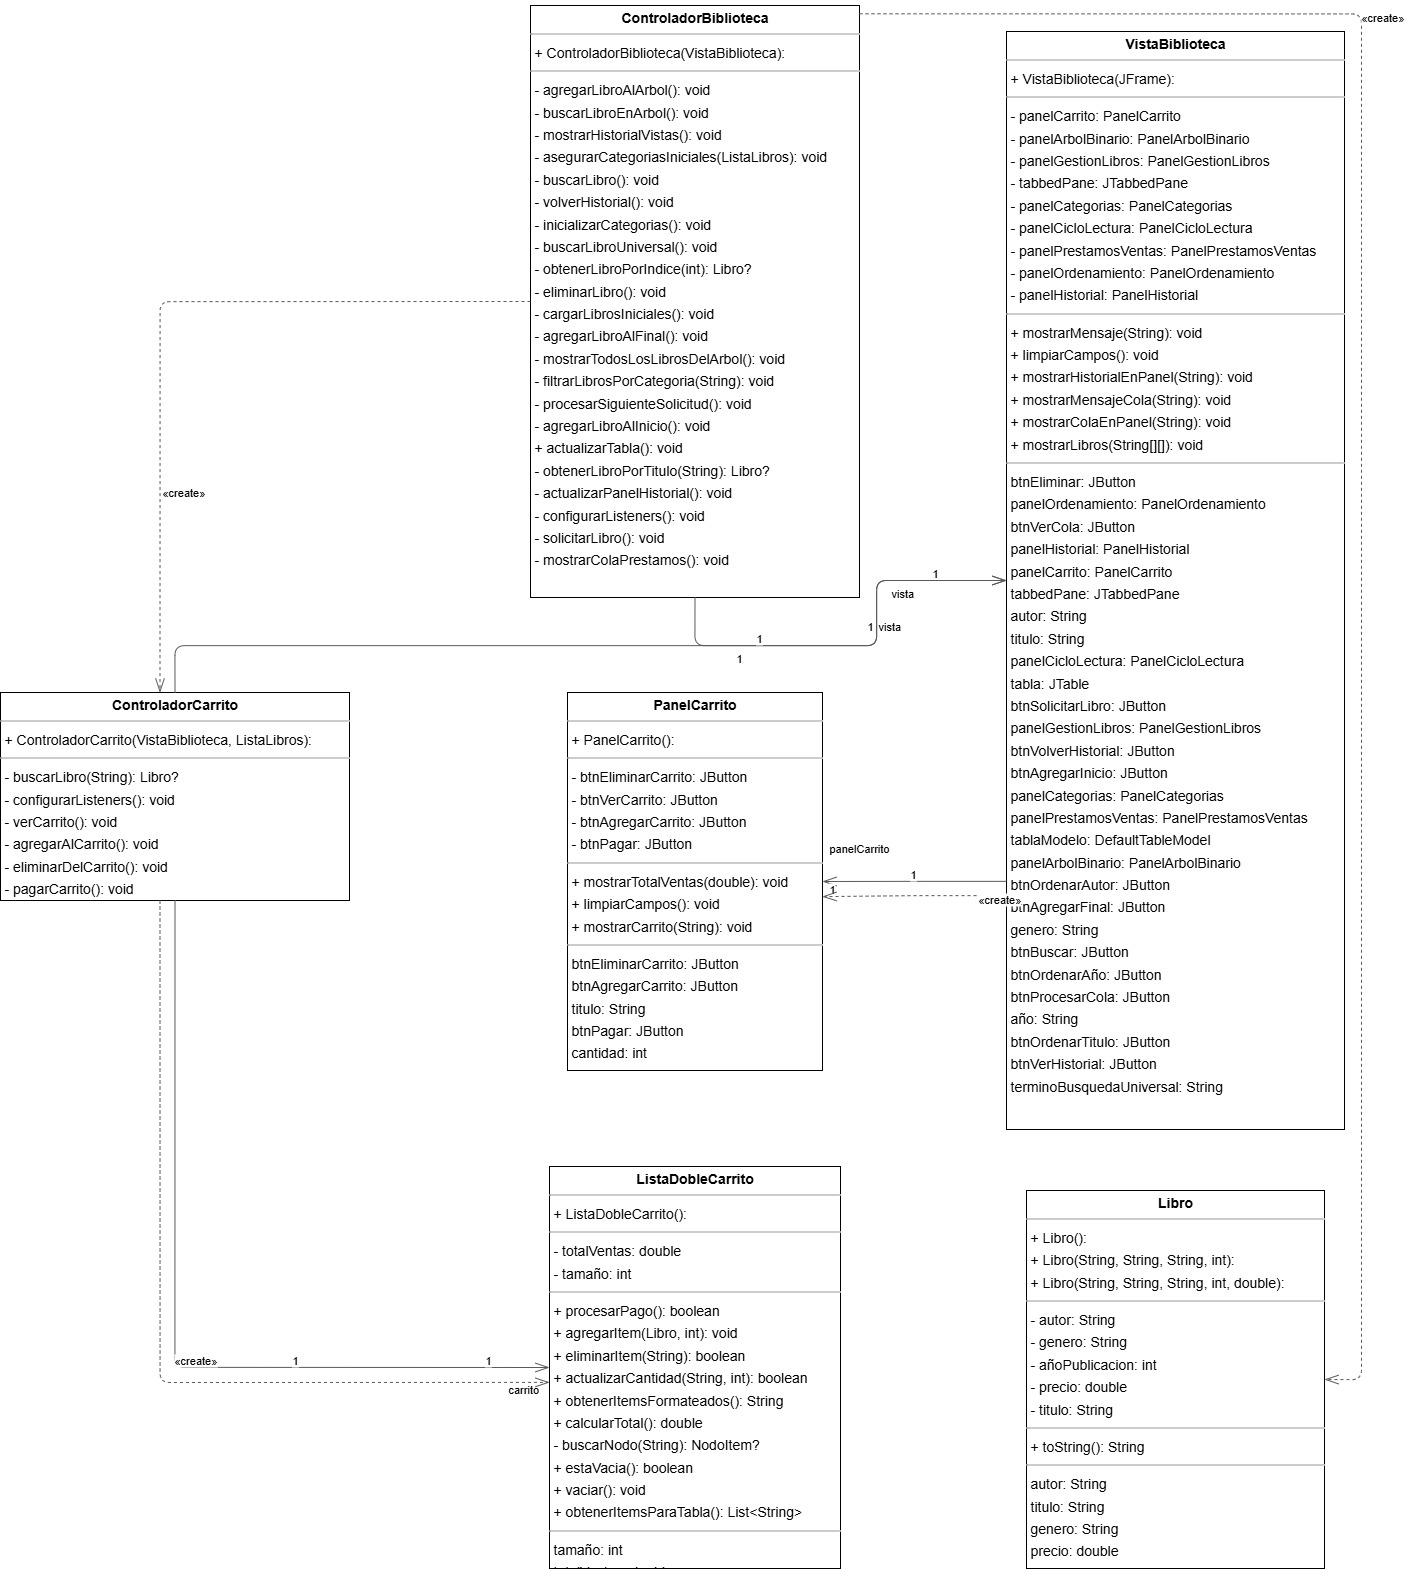 ControladorBiblioteca
+ ControladorBiblioteca(VistaBiblioteca):
- agregarLibroAlArbol(): void
- buscarLibroEnArbol(): void
- mostrarHistorialVistas(): void
- asegurarCategoriasIniciales(ListaLibros): void
- buscarLibro(): void
- volverHistorial(): void
- inicializarCategorias(): void
- buscarLibroUniversal(): void
- obtenerLibroPorIndice(int): Libro?
- eliminarLibro(): void
- cargarLibrosIniciales(): void
- agregarLibroAlFinal(): void
- mostrarTodosLosLibrosDelArbol(): void
- filtrarLibrosPorCategoria(String): void
- procesarSiguienteSolicitud(): void
- agregarLibroAlInicio(): void
+ actualizarTabla(): void
- obtenerLibroPorTitulo(String): Libro?
- actualizarPanelHistorial(): void
- configurarListeners(): void
- solicitarLibro(): void
- mostrarColaPrestamos(): void
«create»
VistaBiblioteca
+ VistaBiblioteca(JFrame):
- panelCarrito: PanelCarrito
- panelArbolBinario: PanelArbolBinario
- panelGestionLibros: PanelGestionLibros
- tabbedPane: JTabbedPane
- panelCategorias: PanelCategorias
- panelCicloLectura: PanelCicloLectura
- panelPrestamosVentas: PanelPrestamosVentas
- panelOrdenamiento: PanelOrdenamiento
- panelHistorial: PanelHistorial
+ mostrarMensaje(String): void
+ limpiarCampos(): void
+ mostrarHistorialEnPanel(String): void
+ mostrarMensajeCola(String): void
+ mostrarColaEnPanel(String): void
+ mostrarLibros(String[][]): void
btnEliminar: JButton
panelOrdenamiento: PanelOrdenamiento
btnVerCola: JButton
panelHistorial: PanelHistorial
panelCarrito: PanelCarrito
tabbedPane: JTabbedPane
autor: String
titulo: String
panelCicloLectura: PanelCicloLectura
tabla: JTable
btnSolicitarLibro: JButton
panelGestionLibros: PanelGestionLibros
btnVolverHistorial: JButton
btnAgregarInicio: JButton
panelCategorias: PanelCategorias
panelPrestamosVentas: PanelPrestamosVentas
tablaModelo: DefaultTableModel
panelArbolBinario: PanelArbolBinario
btnOrdenarAutor: JButton
btnAgregarFinal: JButton
genero: String
btnBuscar: JButton
btnOrdenarAño: JButton
btnProcesarCola: JButton
año: String
btnOrdenarTitulo: JButton
btnVerHistorial: JButton
terminoBusquedaUniversal: String
«create»
1
vista
1 vista
1
1
ControladorCarrito
+ ControladorCarrito(VistaBiblioteca, ListaLibros):
- buscarLibro(String): Libro?
- configurarListeners(): void
- verCarrito(): void
- agregarAlCarrito(): void
- eliminarDelCarrito(): void
- pagarCarrito(): void
PanelCarrito
+ PanelCarrito():
- btnEliminarCarrito: JButton
- btnVerCarrito: JButton
- btnAgregarCarrito: JButton
- btnPagar: JButton
+ mostrarTotalVentas(double): void
+ limpiarCampos(): void
+ mostrarCarrito(String): void
btnEliminarCarrito: JButton
btnAgregarCarrito: JButton
titulo: String
btnPagar: JButton
cantidad: int
panelCarrito
1
1
«create»
ListaDobleCarrito
+ ListaDobleCarrito():
- totalVentas: double
- tamaño: int
+ procesarPago(): boolean
+ agregarItem(Libro, int): void
+ eliminarItem(String): boolean
+ actualizarCantidad(String, int): boolean
+ obtenerItemsFormateados(): String
+ calcularTotal(): double
- buscarNodo(String): NodoItem?
+ estaVacia(): boolean
+ vaciar(): void
+ obtenerItemsParaTabla(): List<String>
tamaño: int
«create»
1
1
carrito
Libro
+ Libro():
+ Libro(String, String, String, int):
+ Libro(String, String, String, int, double):
- autor: String
- genero: String
- añoPublicacion: int
- precio: double
- titulo: String
+ toString(): String
autor: String
titulo: String
genero: String
precio: double